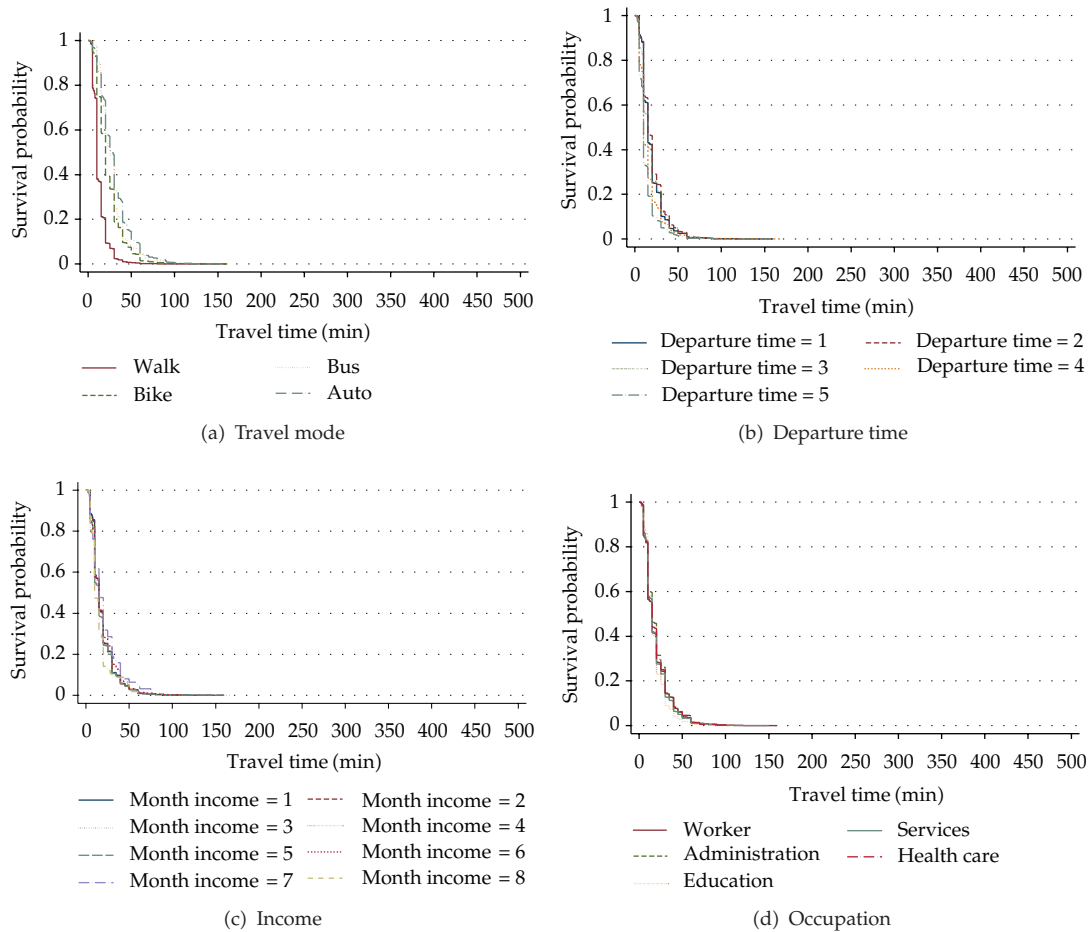 Survival probability
1
0.8
0.6
0.4
0.2
0
0 50 100 150 200 250 300 350 400 450 500
Travel time (min)
Walk Bus
Bike Auto
(a) Travel mode
Survival probability
1
0.8
0.6
0.4
0.2
0
0 50 100 150 200 250 300 350 400 450 500
Travel time (min)
Departure time = 1 Departure time = 2
Departure time = 3 Departure time = 4
Departure time = 5
(b) Departure time
Survival probability
1
0.8
0.6
0.4
0.2
0
0 50 100 150 200 250 300 350 400 450 500
Travel time (min)
Month income = 1 Month income = 2
Month income = 3 Month income = 4
Month income = 5 Month income = 6
Month income = 7 Month income = 8
(c) Income
Survival probability
1
0.8
0.6
0.4
0.2
0
0 50 100 150 200 250 300 350 400 450 500
Travel time (min)
Worker Services
Administration Health care
Education
(d) Occupation